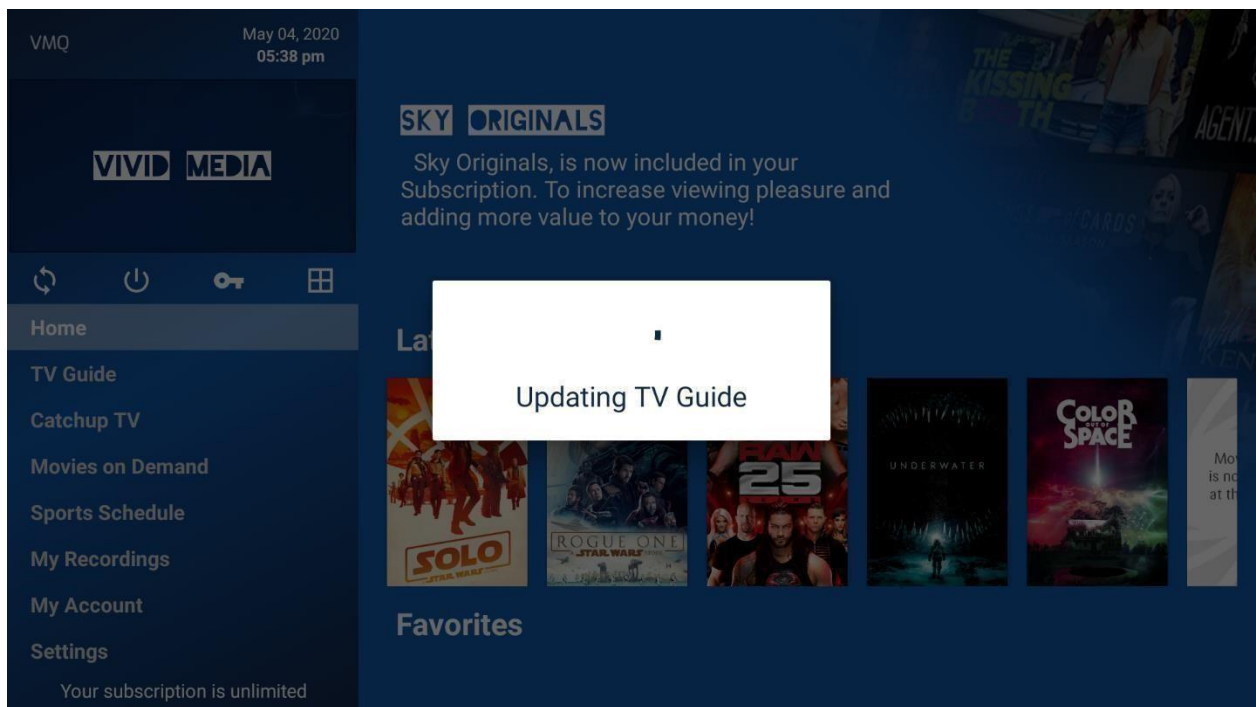 VMQ
May 04, 2020
05:38 pm
VIVID MEDIA
Home
TV Guide
Catchup TV
Movies on Demand
Sports Schedule
My Recordings
My Account
Settings
Your subscription is unlimited
SKY ORIGINALS
Sky Originals, is now included in your
Subscription. To increase viewing pleasure and
adding more value to your money!
THE
KISSING
AGENT
Updating TV Guide
SOLO
STAR WARS
ROGUE ONE
STAR WARS
RAW
25
UNDERWATER
COLOR
OUT OF
SPACE
Favorites